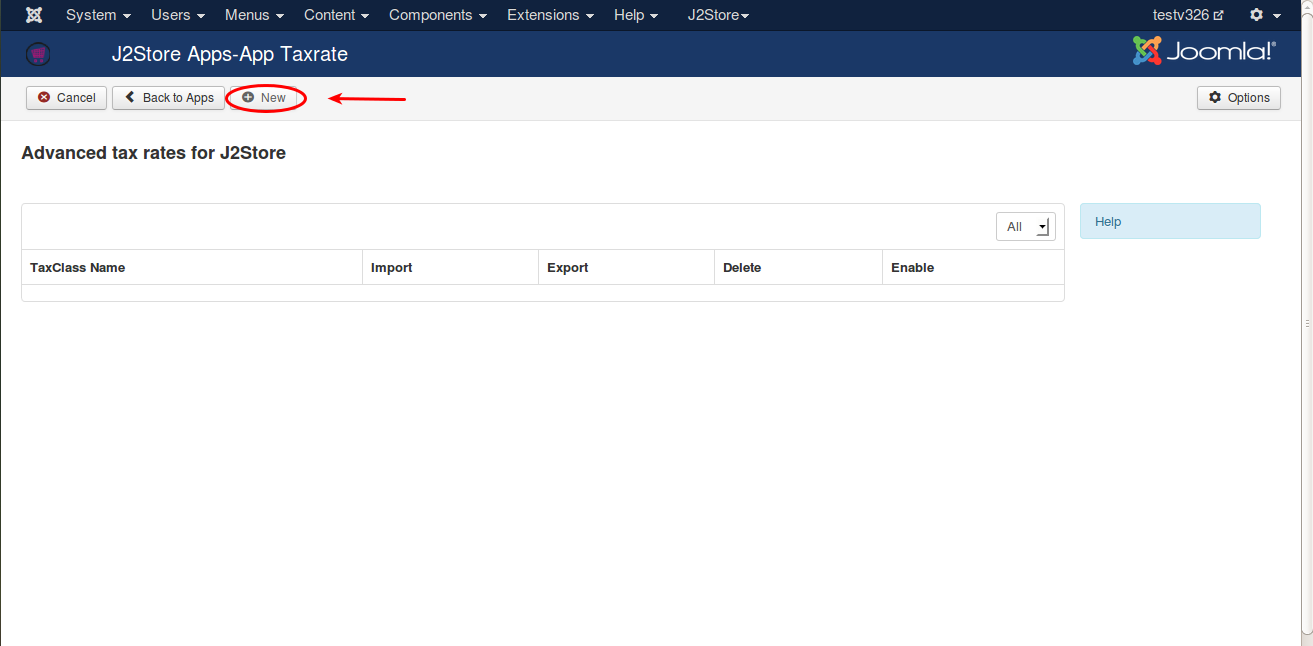 System Users Menus Content Components Extensions Help J2Store testv326
J2Store Apps-App Taxrate Joomla!®
Cancel Back to Apps New Options
Advanced tax rates for J2Store
All Help
TaxClass Name Import Export Delete Enable